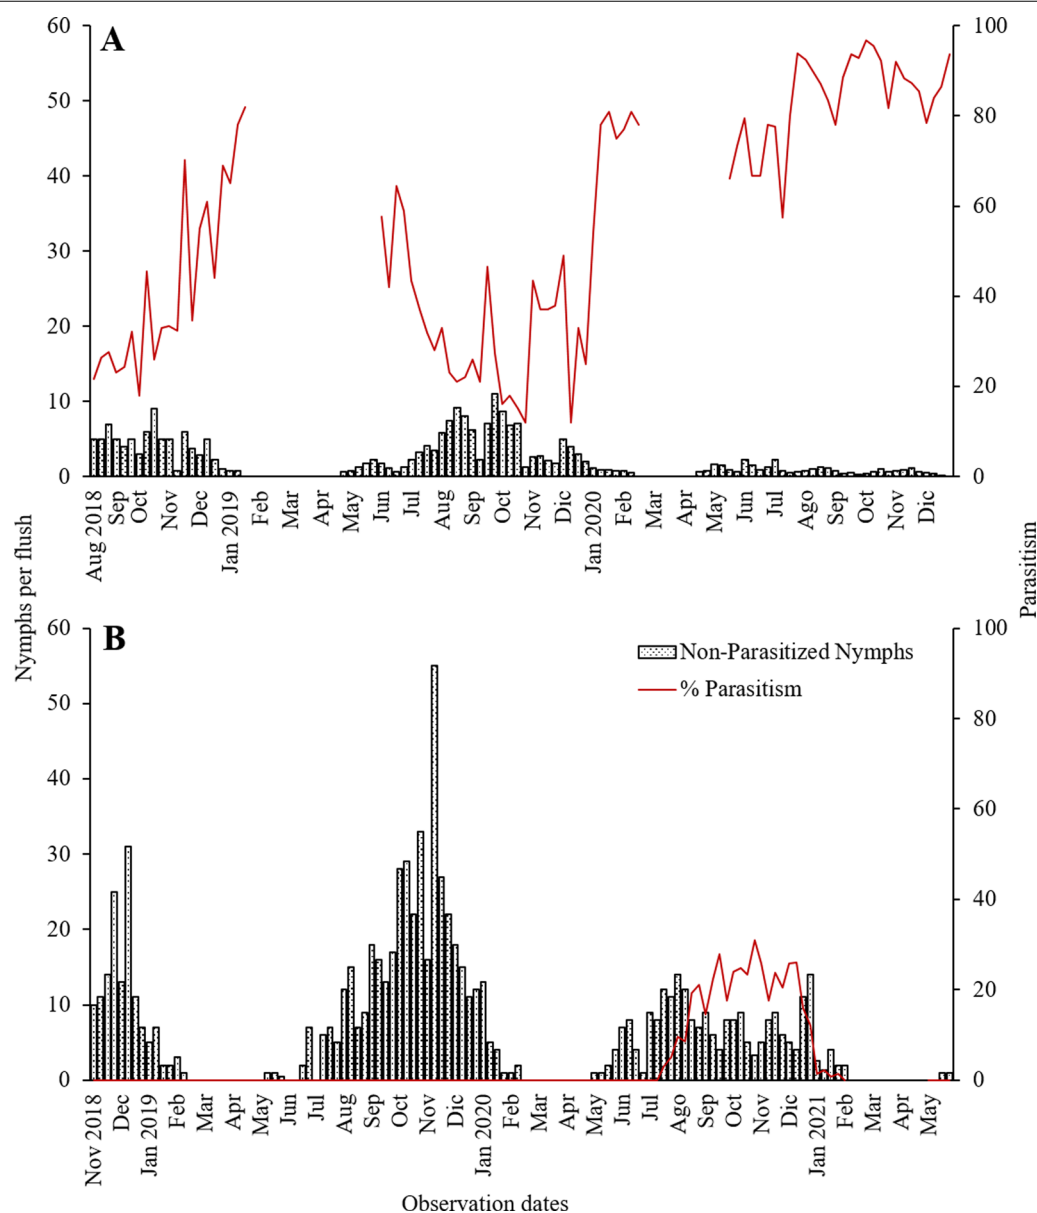 A
60
50
40
30
20
10
0
100
80
60
40
20
0
Aug 2018 Sep Oct Nov Dec Jan 2019 Feb Mar Apr May Jun Jul Aug Sep Oct Nov Dic Jan 2020 Feb Mar Apr May Jun Jul Ago Sep Oct Nov Dic
Nymphs per flush
Parasitism
B
60
50
40
30
20
10
0
Non-Parasitized Nymphs
% Parasitism
100
80
60
40
20
0
Nov 2018 Dec Jan 2019 Feb Mar Apr May Jun Jul Aug Sep Oct Nov Dic Jan 2020 Feb Mar Apr May Jun Jul Ago Sep Oct Nov Dic Jan 2021 Feb Mar Apr May
Observation dates